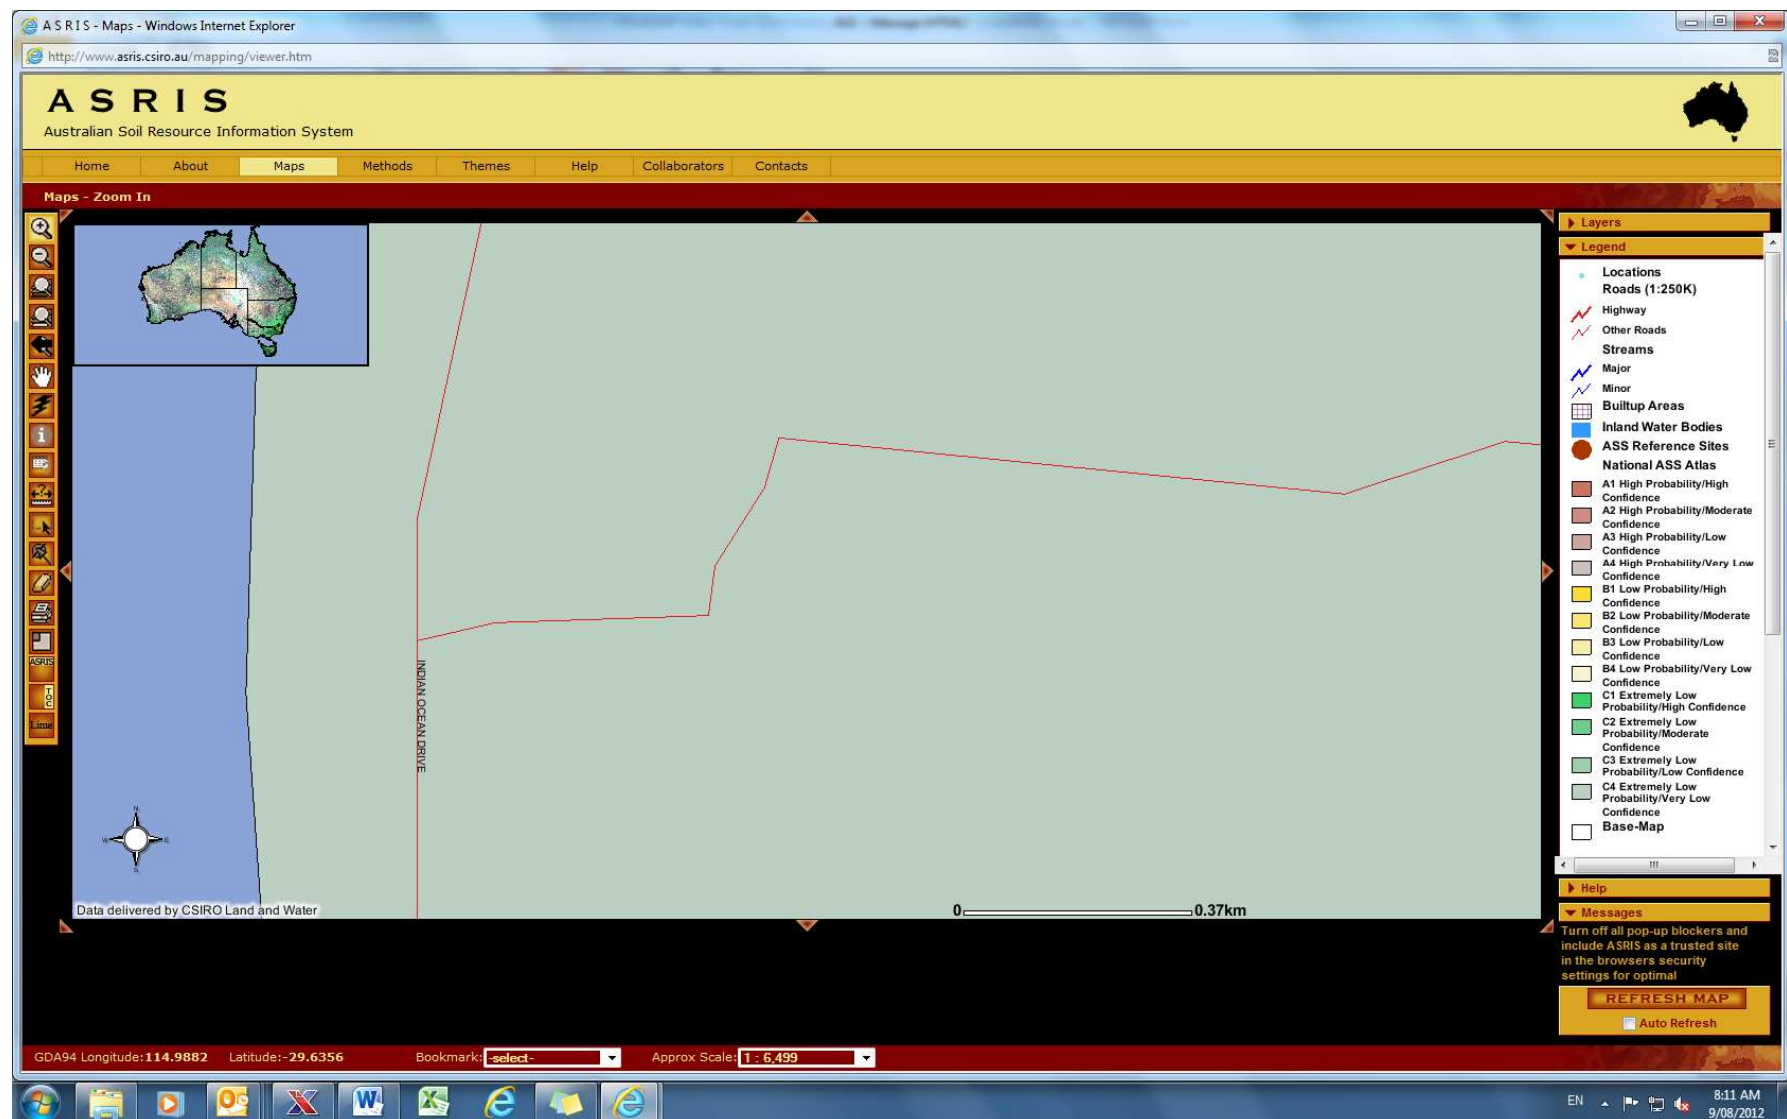 A S R I S - Maps - Windows Internet Explorer
http://www.asris.csiro.au/mapping/viewer.htm
A S R I S
Australian Soil Resource Information System
Home About Maps Methods Themes Help Collaborators Contacts
Maps - Zoom In
INDIAN OCEAN DRIVE
N
W E
S
Data delivered by CSIRO Land and Water
0 0.37km
ASRIS
TOC
Lime
Layers
Legend
Locations
Roads (1:250K)
Highway
Other Roads
Streams
Major
Minor
Builtup Areas
Inland Water Bodies
ASS Reference Sites
National ASS Atlas
A1 High Probability/High
Confidence
A2 High Probability/Moderate
Confidence
A3 High Probability/Low
Confidence
A4 High Probability/Very Low
Confidence
B1 Low Probability/High
Confidence
B2 Low Probability/Moderate
Confidence
B3 Low Probability/Low
Confidence
B4 Low Probability/Very Low
Confidence
C1 Extremely Low
Probability/High Confidence
C2 Extremely Low
Probability/Moderate
Confidence
C3 Extremely Low
Probability/Low Confidence
C4 Extremely Low
Probability/Very Low
Confidence
Base-Map
Help
Messages
Turn off all pop-up blockers and
include ASRIS as a trusted site
in the browsers security
settings for optimal
REFRESH MAP
Auto Refresh
GDA94 Longitude:114.9882 Latitude:-29.6356 Bookmark: -select- Approx Scale: 1 : 6,499
EN 8:11 AM
9/08/2012